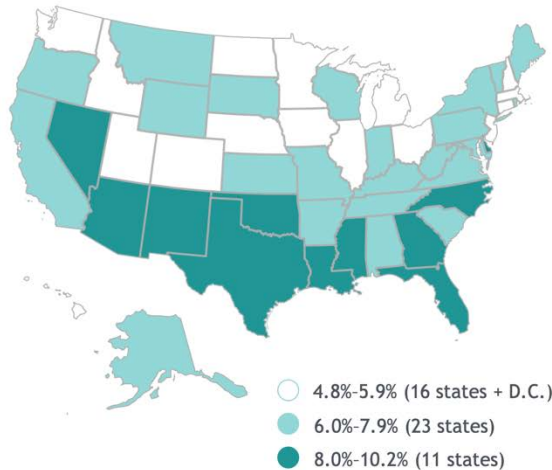 4.8%-5.9% (16 states + D.C.)
6.0%-7.9% (23 states)
8.0%-10.2% (11 states)